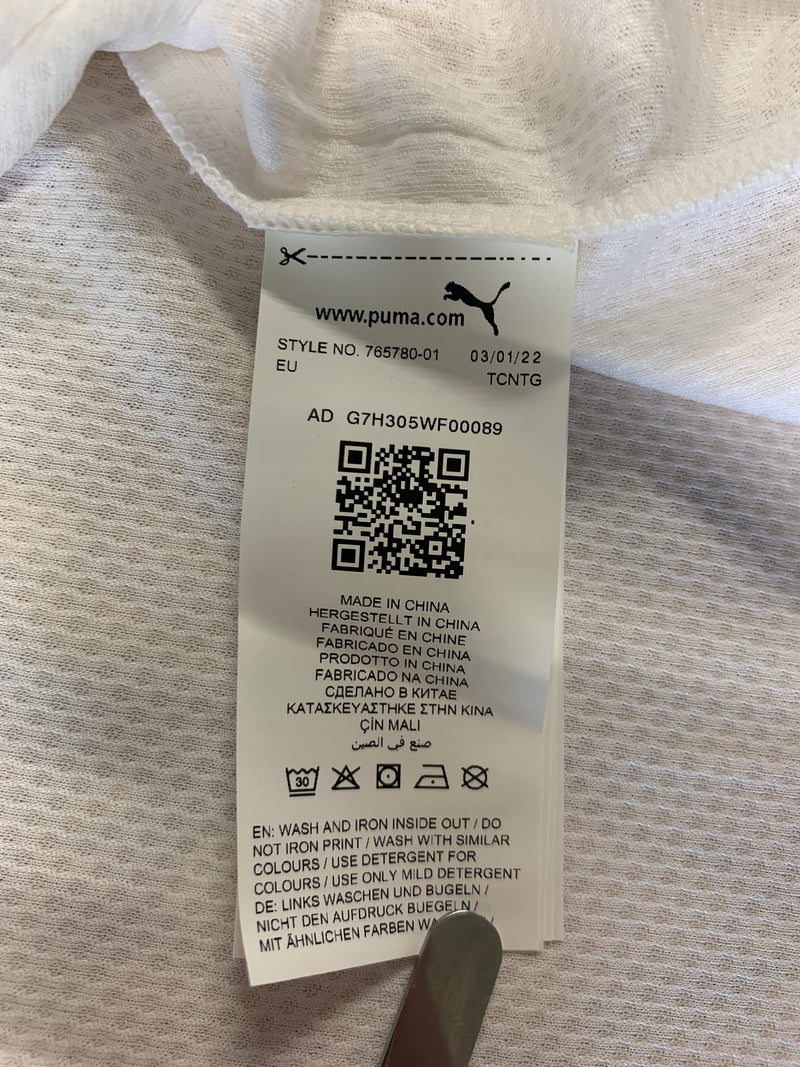 www.puma.com
STYLE NO. 765780-01 03/01/22
EU TCNTG
AD G7H305WF00089
MADE IN CHINA
HERGESTELLT IN CHINA
FABRIQUÉ EN CHINE
FABRICADO EN CHINA
PRODOTTO IN CHINA
FABRICADO NA CHINA
СДЕЛАНО В КИТАЕ
ΚΑΤΑΣΚΕΥΑΣΤΗΚΕ ΣΤΗΝ ΚΙΝΑ
ÇİN MALI
صنع في الصين
30
EN: WASH AND IRON INSIDE OUT / DO
NOT IRON PRINT / WASH WITH SIMILAR
COLOURS / USE DETERGENT FOR
COLOURS / USE ONLY MILD DETERGENT
DE: LINKS WASCHEN UND BUGELN /
NICHT DEN AUFDRUCK BUEGELN /
MIT ÄHNLICHEN FARBEN /